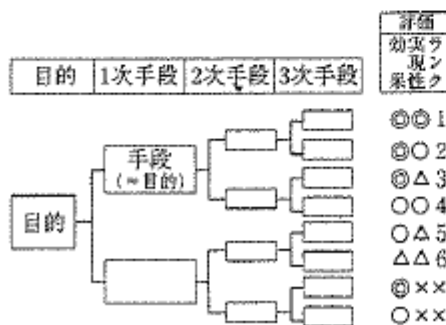 評価
効果 実現性 ランク
目的 1次手段 2次手段 3次手段
◎◎1
◎○2
手段
(≈目的)
◎△3
○○4
目的
○△5
△△6
◎××
○××